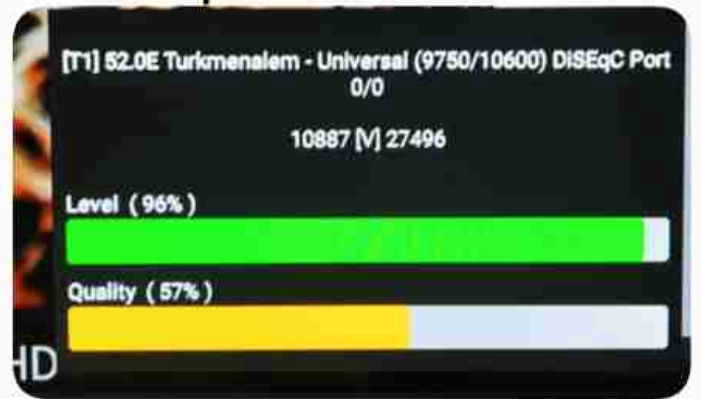 [T1] 52.0E Turkmenalem - Universal (9750/10600) DiSEqC Port
0/0
10887 [V] 27496
Level ( 96% )
Quality ( 57% )
HD